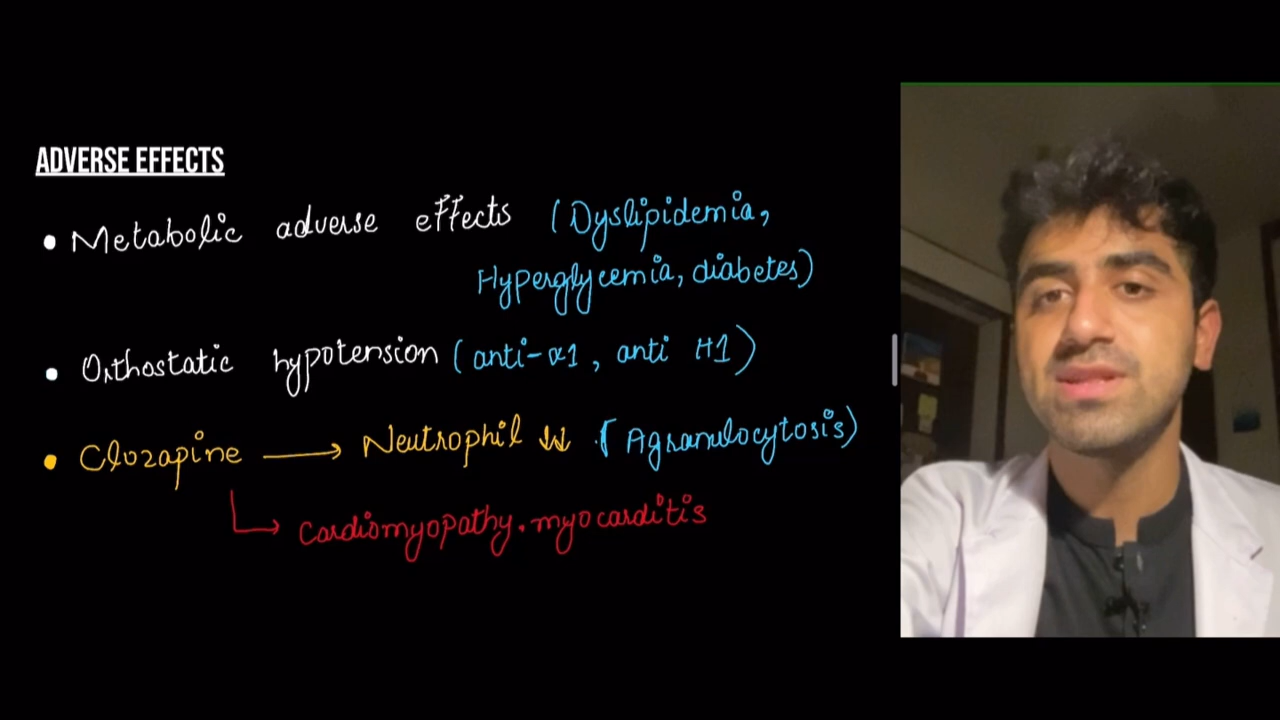 ADVERSE EFFECTS
• Metabolic adverse effects (Dyslipidemia,
Hyperglycemia, diabetes)
• Orthostatic hypotension (anti-α1, anti H1)
• Clozapine → Neutrophil ↓↓ (Agranulocytosis)
↳ Cardiomyopathy. myocarditis